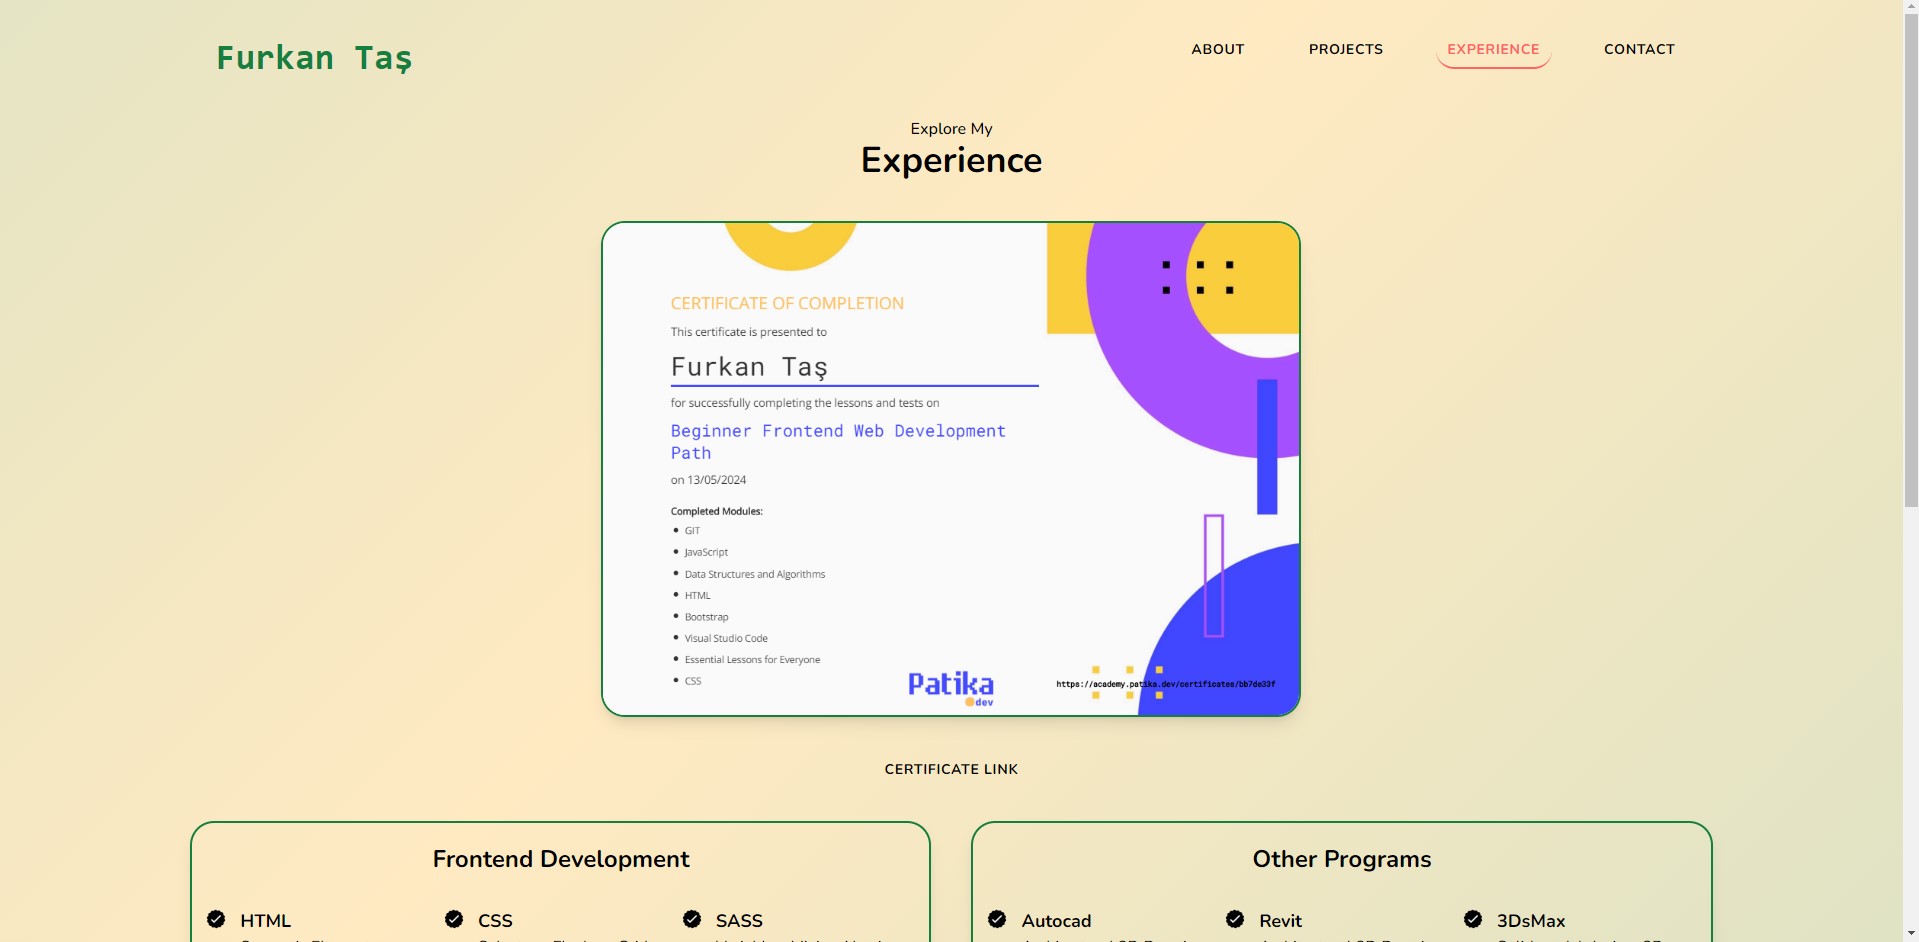 Furkan Taş
ABOUT
PROJECTS
EXPERIENCE
CONTACT
Explore My
Experience
CERTIFICATE OF COMPLETION
This certificate is presented to
Furkan Taş
for successfully completing the lessons and tests on
Beginner Frontend Web Development
Path
on 13/05/2024
Completed Modules:
GIT
JavaScript
Data Structures and Algorithms
HTML
Bootstrap
Visual Studio Code
Essential Lessons for Everyone
CSS
Patika
dev
https://academy.patika.dev/certificates/bb7de33f
CERTIFICATE LINK
Frontend Development
HTML
CSS
SASS
Other Programs
Autocad
Revit
3DsMax